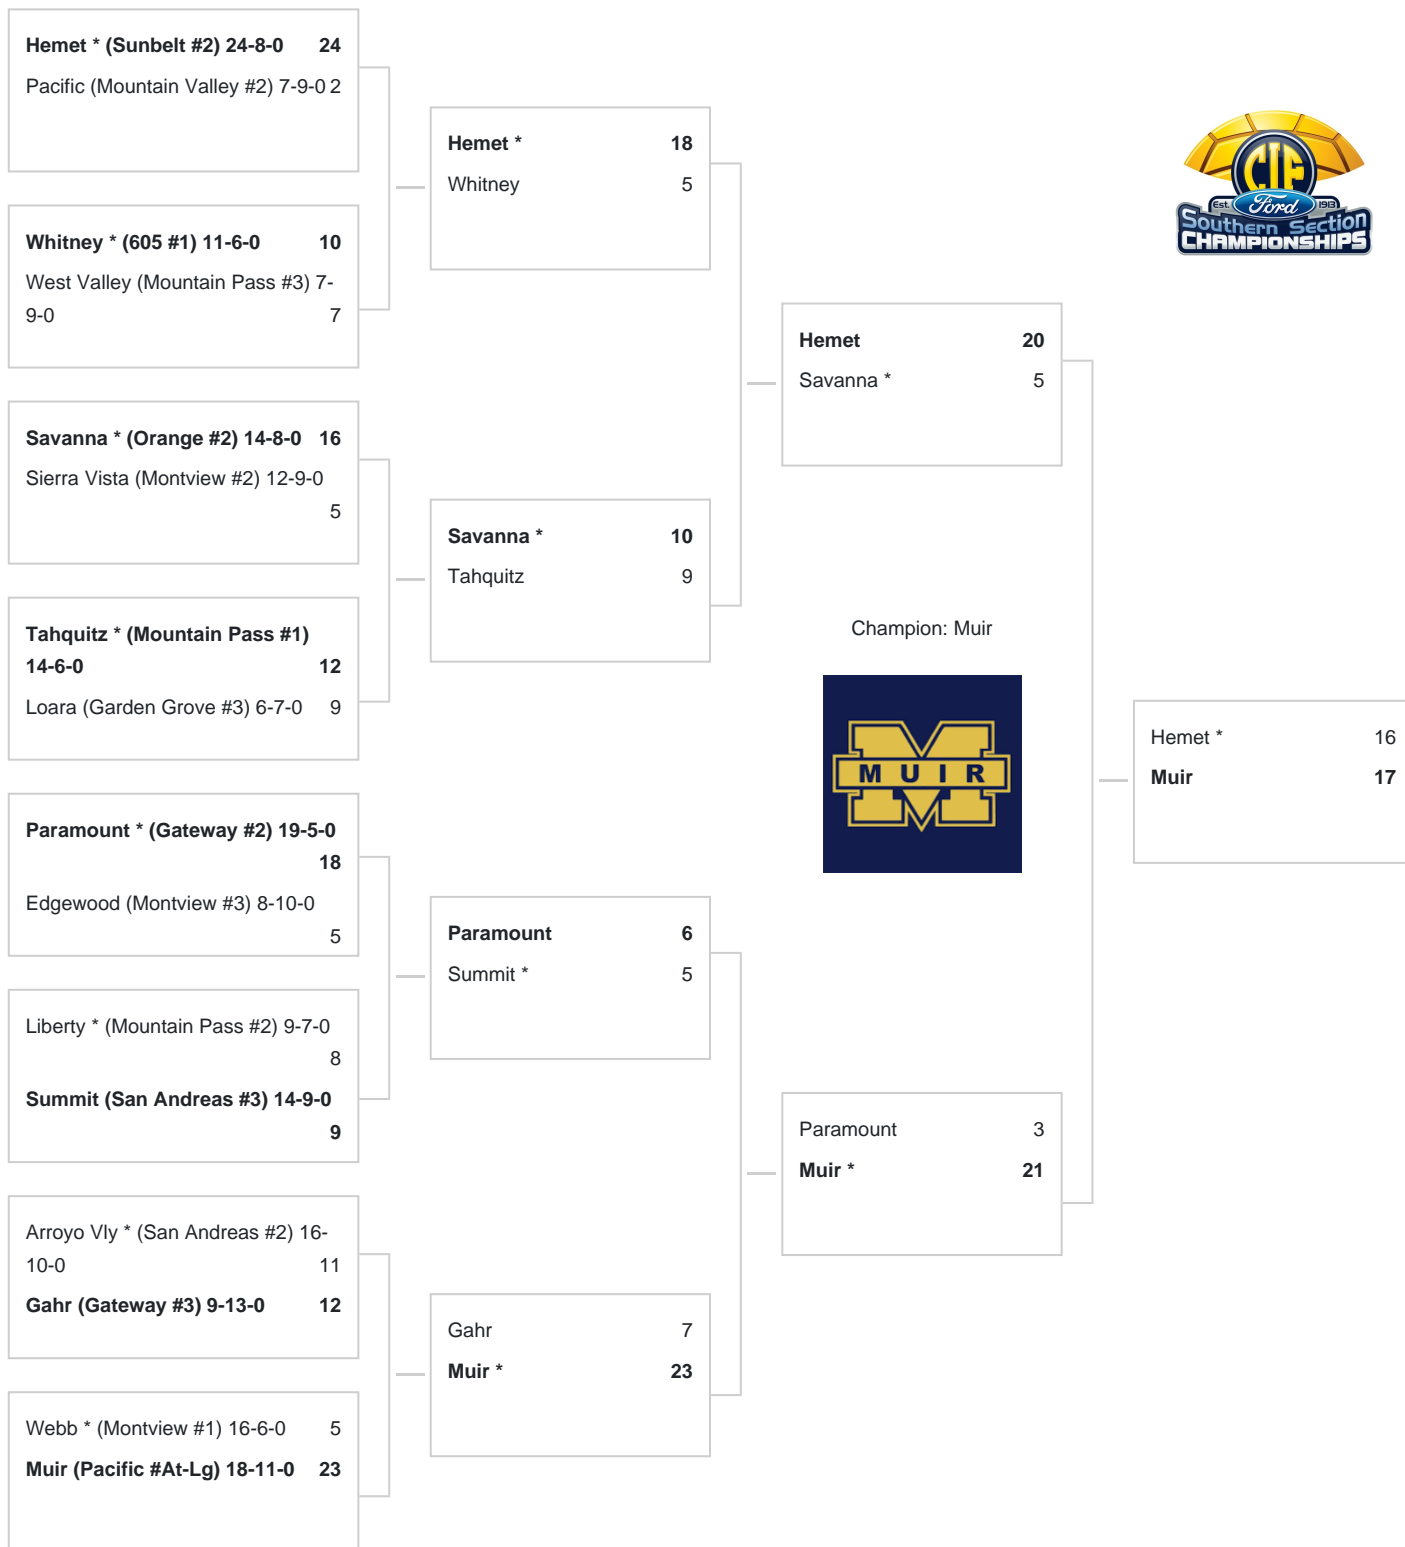 Hemet * (Sunbelt #2) 24-8-0 24
Pacific (Mountain Valley #2) 7-9-0 2
Whitney * (605 #1) 11-6-0 10
West Valley (Mountain Pass #3) 7-
9-0 7
Savanna * (Orange #2) 14-8-0 16
Sierra Vista (Montview #2) 12-9-0
5
Tahquitz * (Mountain Pass #1)
14-6-0 12
Loara (Garden Grove #3) 6-7-0 9
Paramount * (Gateway #2) 19-5-0
18
Edgewood (Montview #3) 8-10-0
5
Liberty * (Mountain Pass #2) 9-7-0
8
Summit (San Andreas #3) 14-9-0
9
Arroyo Vly * (San Andreas #2) 16-
10-0 11
Gahr (Gateway #3) 9-13-0 12
Webb * (Montview #1) 16-6-0 5
Muir (Pacific #At-Lg) 18-11-0 23
Hemet * 18
Whitney 5
Savanna * 10
Tahquitz 9
Paramount 6
Summit * 5
Gahr 7
Muir * 23
Hemet 20
Savanna * 5
Paramount 3
Muir * 21
Champion: Muir
MUIR
Hemet * 16
Muir 17
CIF
Est. Ford 1913
Southern Section
CHAMPIONSHIPS